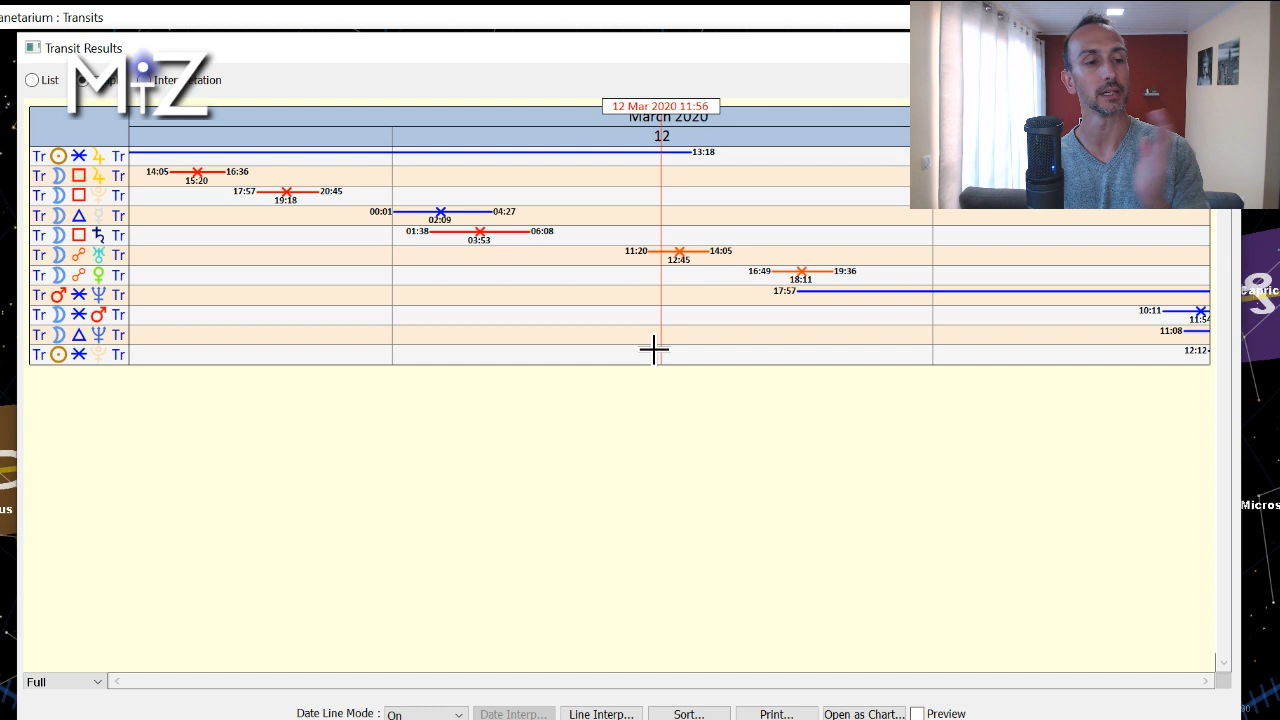 anetarium : Transits
Transit Results
List
MiZ
12 Mar 2020 11:56
March 2020
12
Tr Tr 13:18
Tr Tr 14:05 15:20 16:36
Tr Tr 17:57 19:18 20:45
Tr Tr 00:01 02:09 04:27
Tr Tr 01:38 03:53 06:08
Tr Tr 11:20 12:45 14:05
Tr Tr 16:49 18:11 19:36
Tr Tr 17:57
Tr Tr 10:11 11:54
Tr Tr 11:08
Tr Tr 12:12
Capric
us
Micros
Full
Date Line Mode : On Date Interp... Line Interp... Sort... Print... Open as Chart... Preview